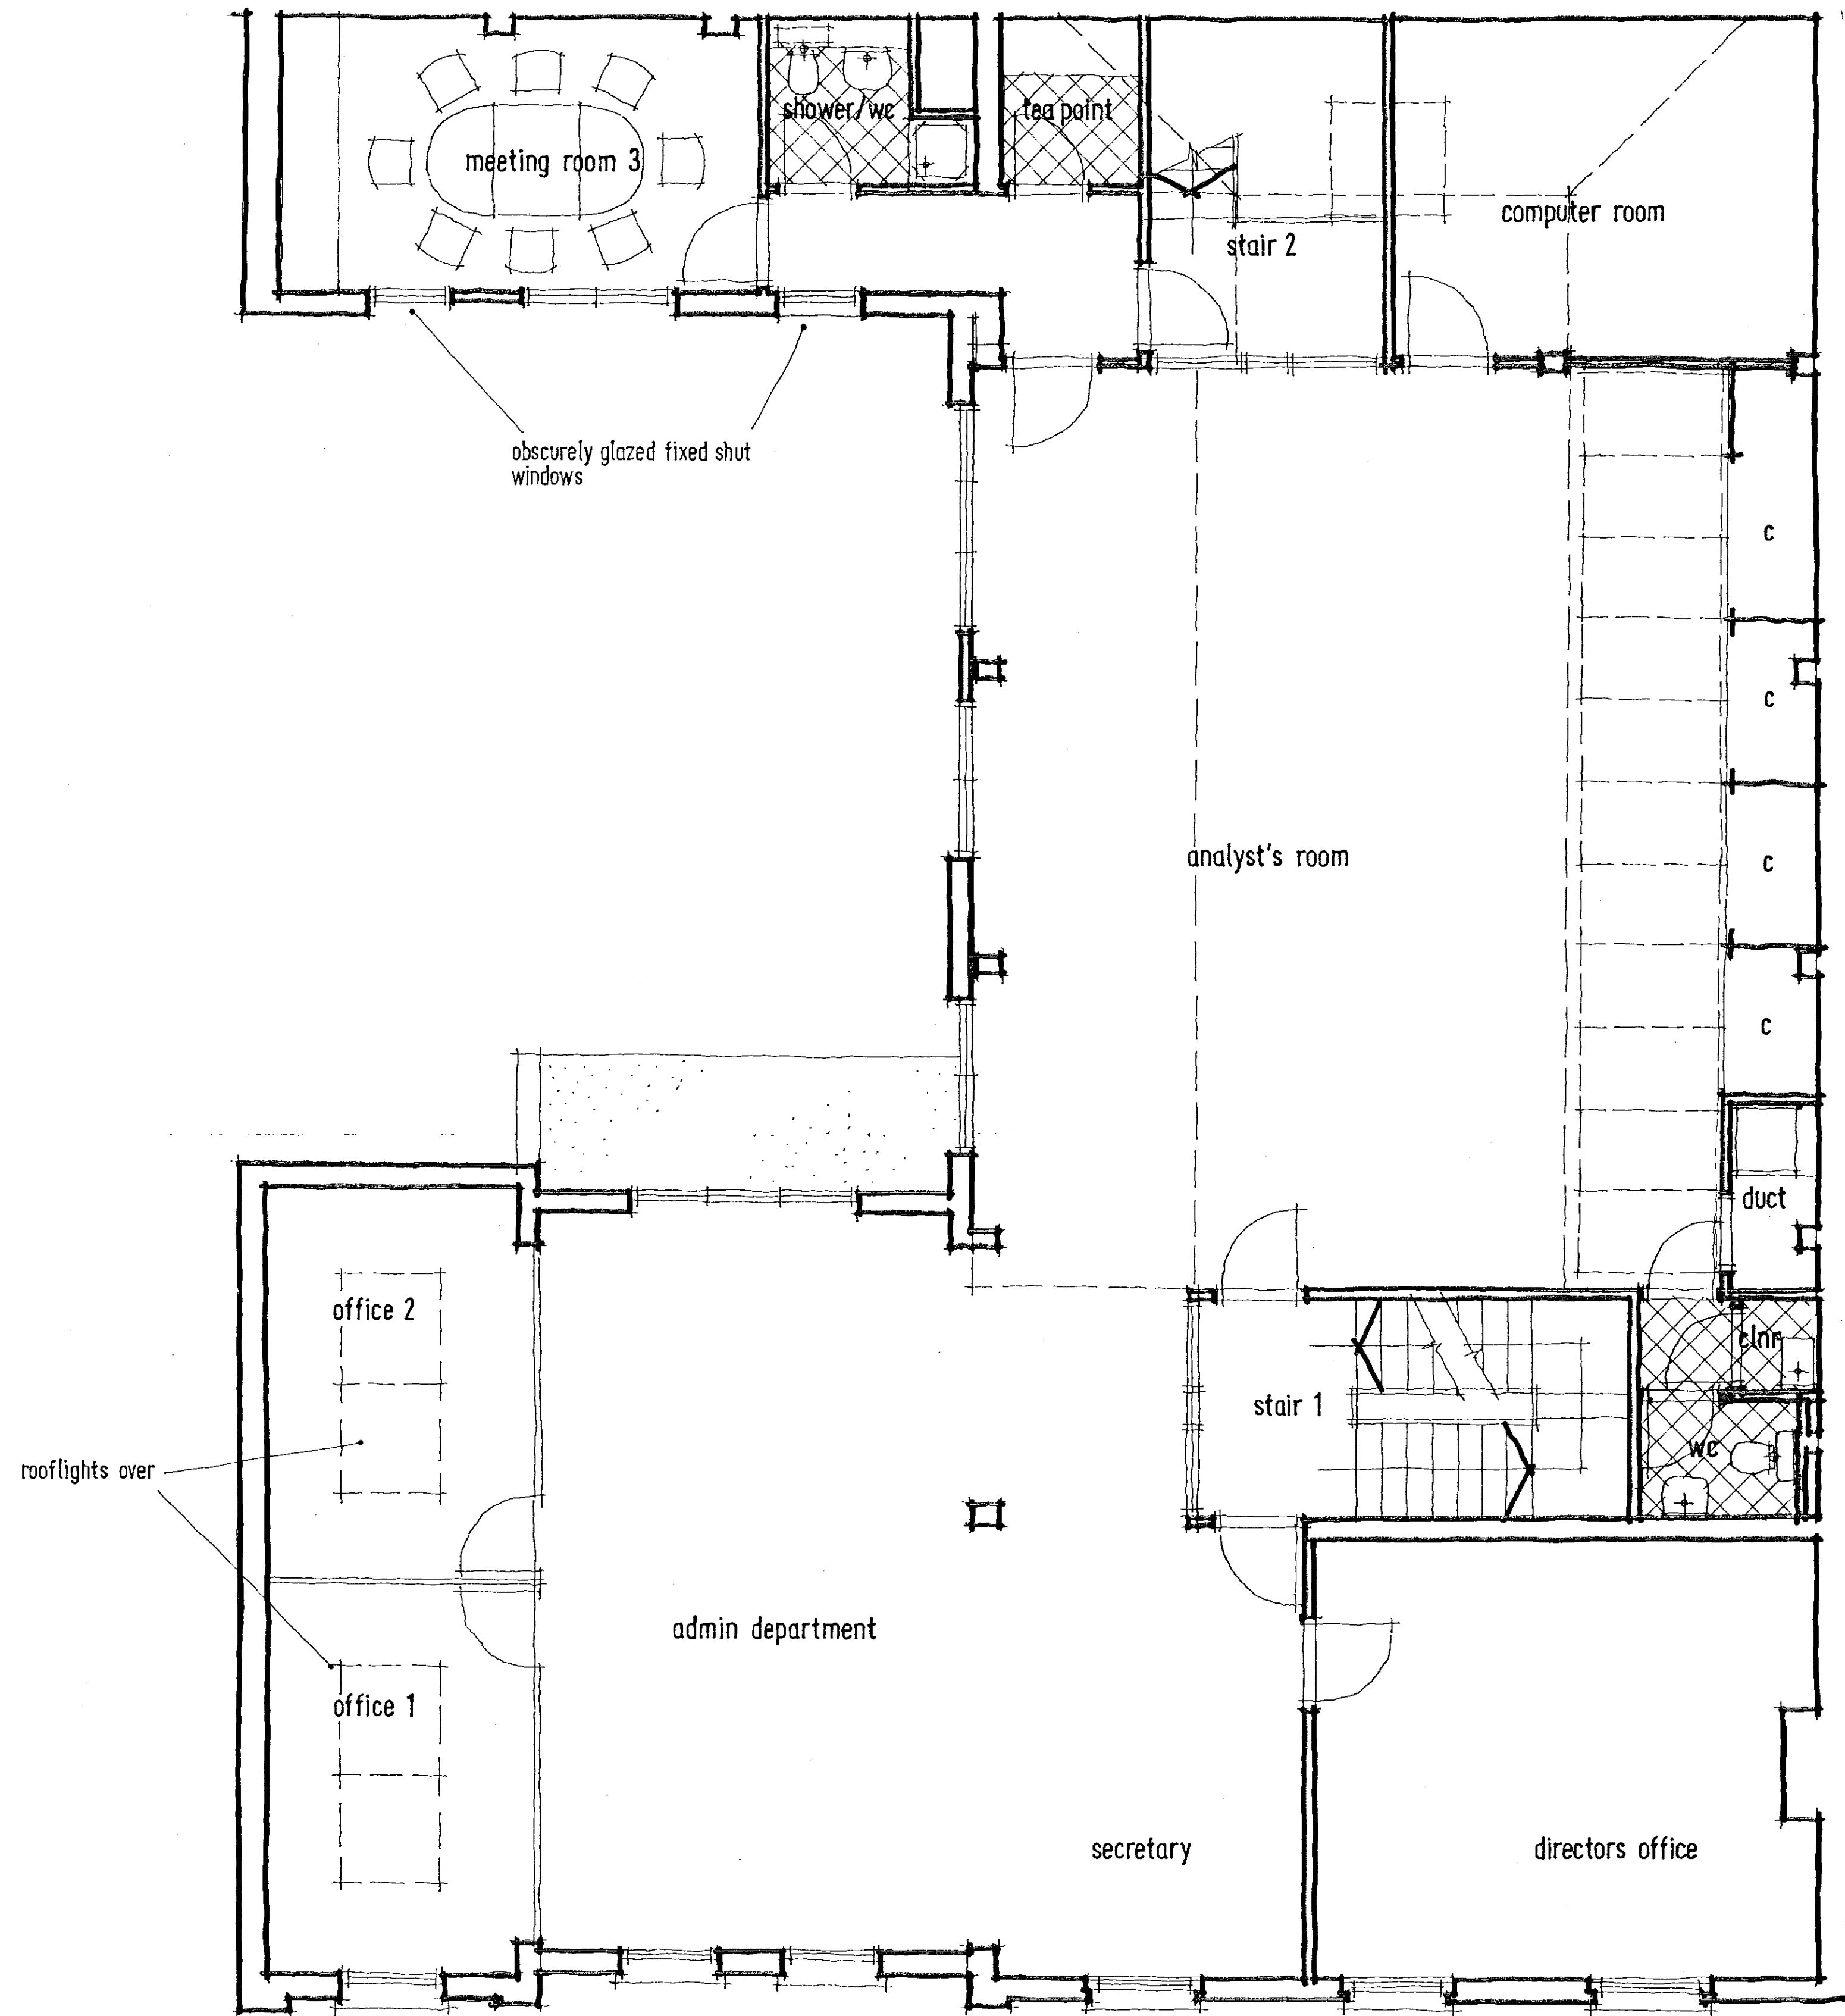 shower/wc
tea point
meeting room 3
computer room
stair 2
obscurely glazed fixed shut
windows
c
c
analyst's room
c
c
duct
office 2
clnr
stair 1
wc
rooflights over
admin department
office 1
secretary
directors office